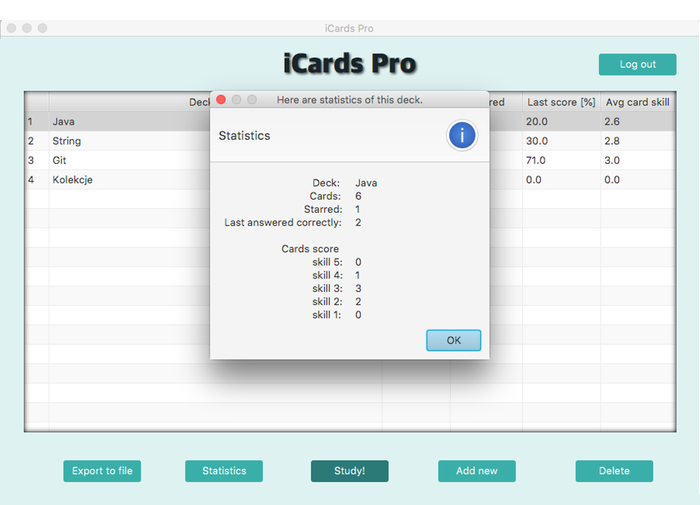 iCards Pro
iCards Pro
Log out
Last score [%] Avg card skill
1 Java 20.0 2.6
2 String 30.0 2.8
3 Git 71.0 3.0
4 Kolekcje 0.0 0.0
Here are statistics of this deck.
Statistics
Deck: Java
Cards: 6
Starred: 1
Last answered correctly: 2
Cards score
skill 5: 0
skill 4: 1
skill 3: 3
skill 2: 2
skill 1: 0
OK
Export to file Statistics Study! Add new Delete